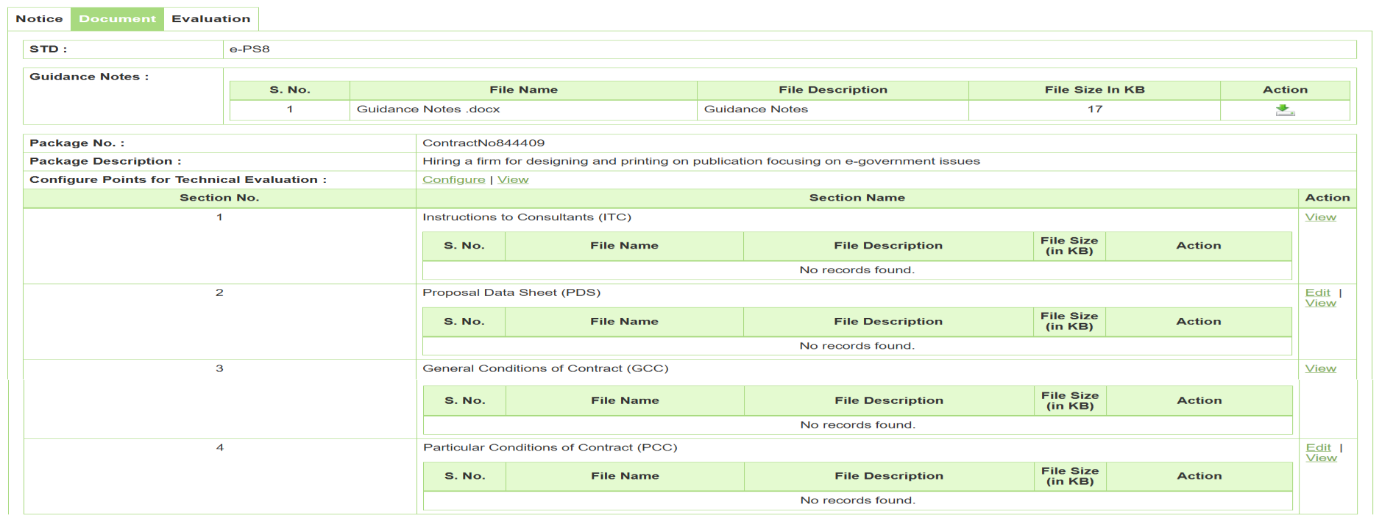 Notice Document Evaluation
STD : e-PS8
Guidance Notes :
S. No. File Name File Description File Size In KB Action
1 Guidance Notes .docx Guidance Notes 17
Package No. : ContractNo844409
Package Description : Hiring a firm for designing and printing on publication focusing on e-government issues
Configure Points for Technical Evaluation : Configure | View
Section No. Section Name Action
1 Instructions to Consultants (ITC) View
S. No. File Name File Description File Size (in KB) Action
No records found.
2 Proposal Data Sheet (PDS) Edit | View
S. No. File Name File Description File Size (in KB) Action
No records found.
3 General Conditions of Contract (GCC) View
S. No. File Name File Description File Size (in KB) Action
No records found.
4 Particular Conditions of Contract (PCC) Edit | View
S. No. File Name File Description File Size (in KB) Action
No records found.